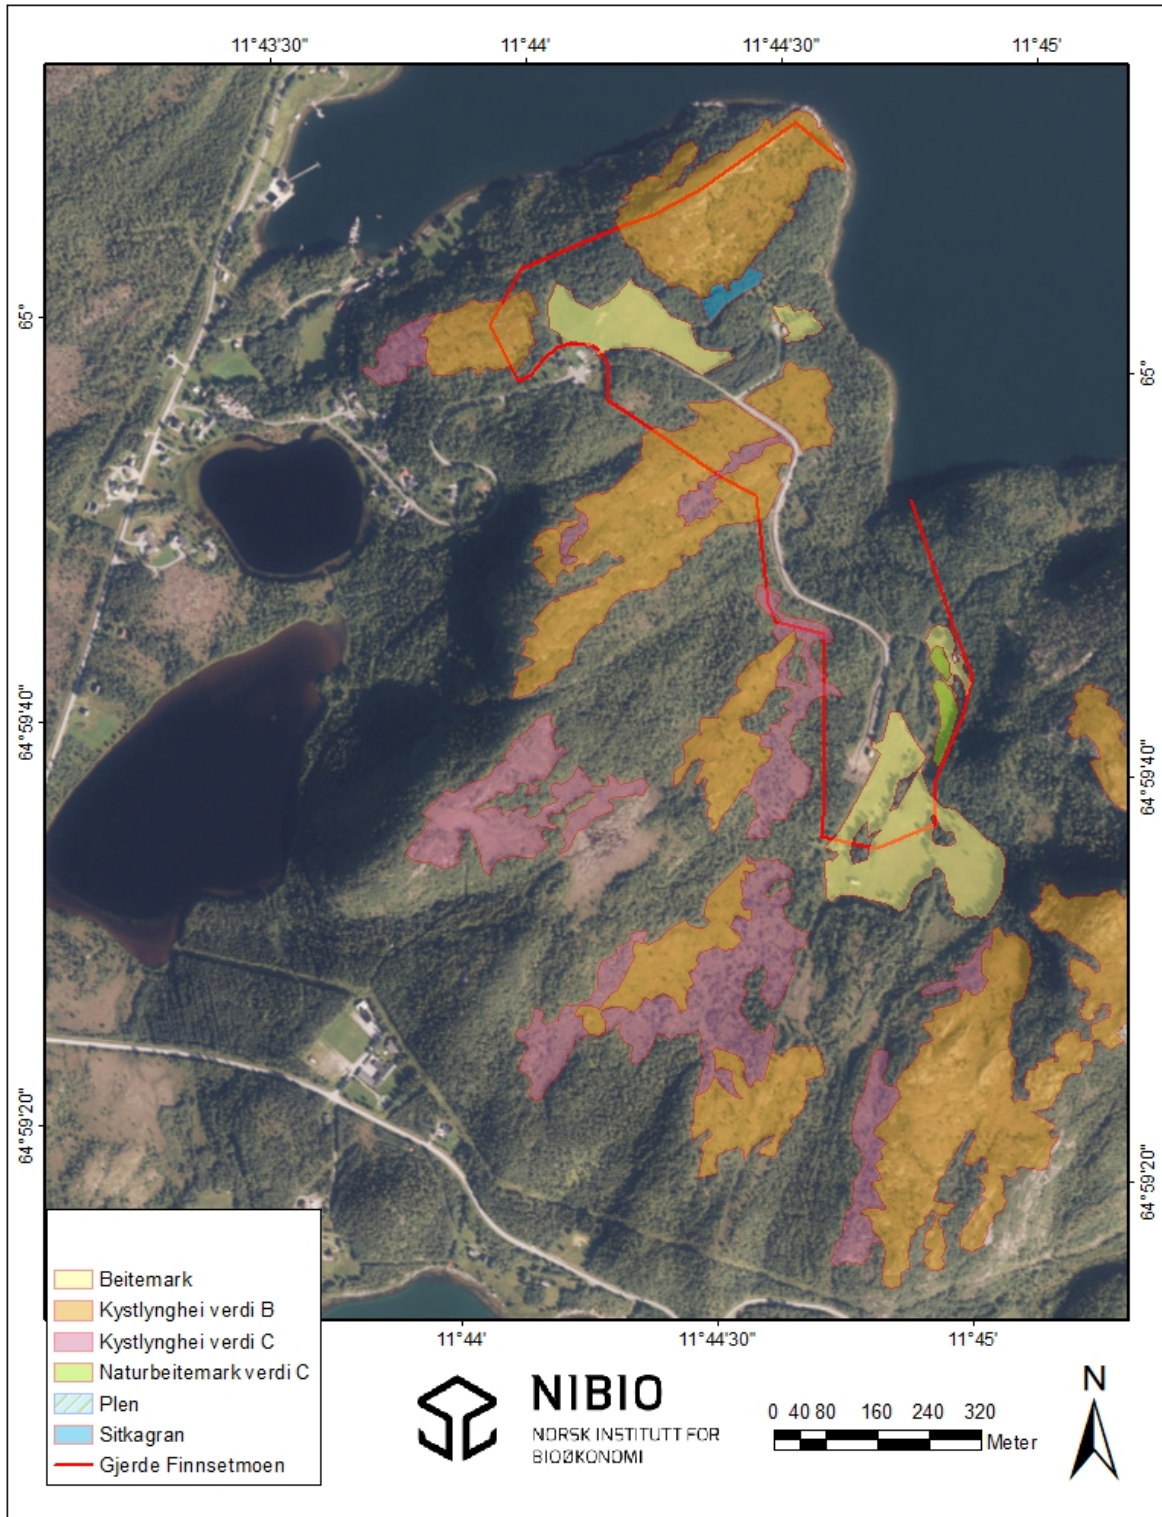 11°43'30"
11°44'
11°44'30"
11°45'
65°
65°
64°59'40"
64°59'40"
64°59'20"
64°59'20"
11°44'
11°44'30"
11°45'
Beitemark
Kystlynghei verdi B
Kystlynghei verdi C
Naturbeitemark verdi C
Plen
Sitkagran
Gjerde Finnsetmoen
NIBIO
NORSK INSTITUTT FOR
BIOØKONOMI
0 40 80 160 240 320
Meter
N